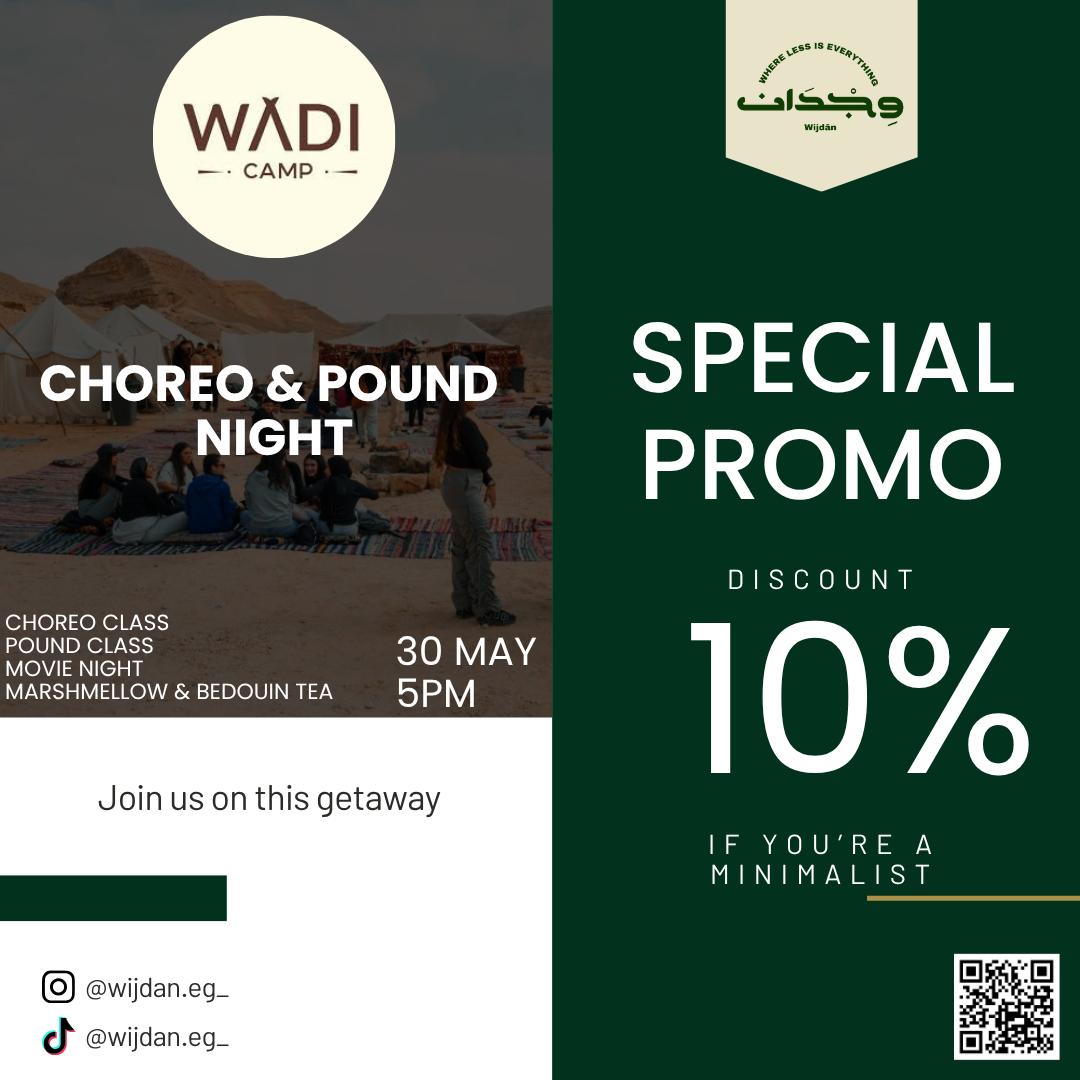 WADI
CAMP
CHOREO & POUND
NIGHT
CHOREO CLASS
POUND CLASS
MOVIE NIGHT
MARSHMELLOW & BEDOUIN TEA
30 MAY
5PM
Join us on this getaway
@wijdan.eg_
@wijdan.eg_
WHERE LESS IS EVERYTHING
وِجْدَان
Wijdān
SPECIAL
PROMO
DISCOUNT
10%
IF YOU'RE A
MINIMALIST